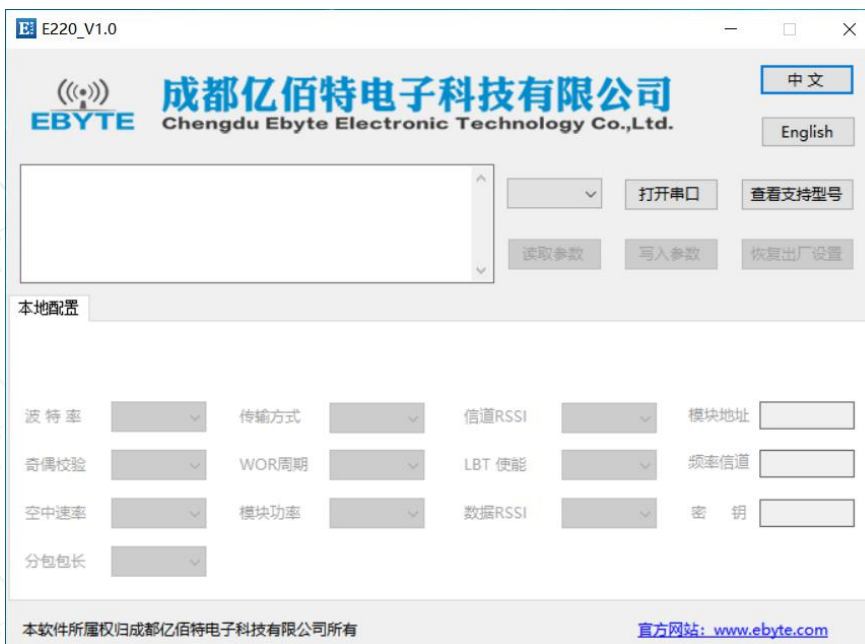 E220_V1.0
EBYTE
成都亿佰特电子科技有限公司
Chengdu Ebyte Electronic Technology Co.,Ltd.
中 文
English
打开串口
查看支持型号
读取参数
写入参数
恢复出厂设置
本地配置
波 特 率
传输方式
信道RSSI
模块地址
奇偶校验
WOR周期
LBT 使能
频率信道
空中速率
模块功率
数据RSSI
密 钥
分包包长
本软件所属权归成都亿佰特电子科技有限公司所有
官方网站：www.ebyte.com